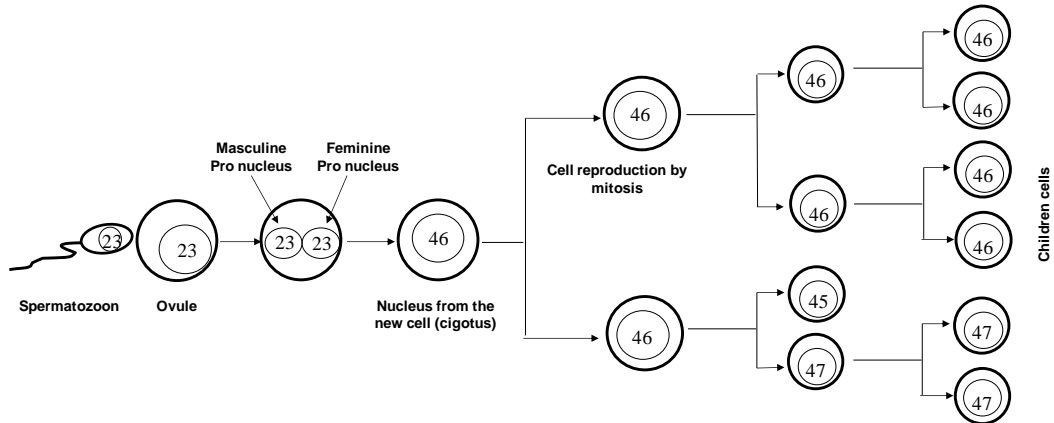 46
46
46
46
46
Masculine
Pro nucleus
Feminine
Pro nucleus
Cell reproduction by
mitosis
46
46
46
23
23
23
23
46
Children cells
Spermatozoon
Ovule
Nucleus from the
new cell (cigotus)
45
46
47
47
47